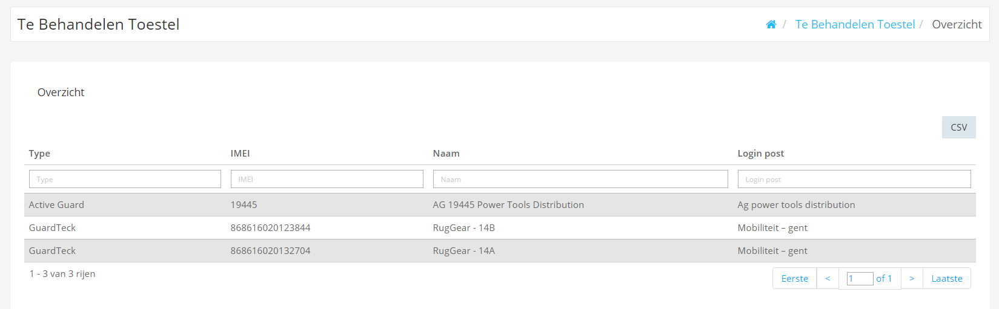 Te Behandelen Toestel / Te Behandelen Toestel / Overzicht
Overzicht
CSV
Type IMEI Naam Login post
Type IMEI Naam Login post
Active Guard 19445 AG 19445 Power Tools Distribution Ag power tools distribution
GuardTeck 868616020123844 RugGear - 14B Mobiliteit – gent
GuardTeck 868616020132704 RugGear - 14A Mobiliteit – gent
1 - 3 van 3 rijen Eerste < 1 of 1 > Laatste